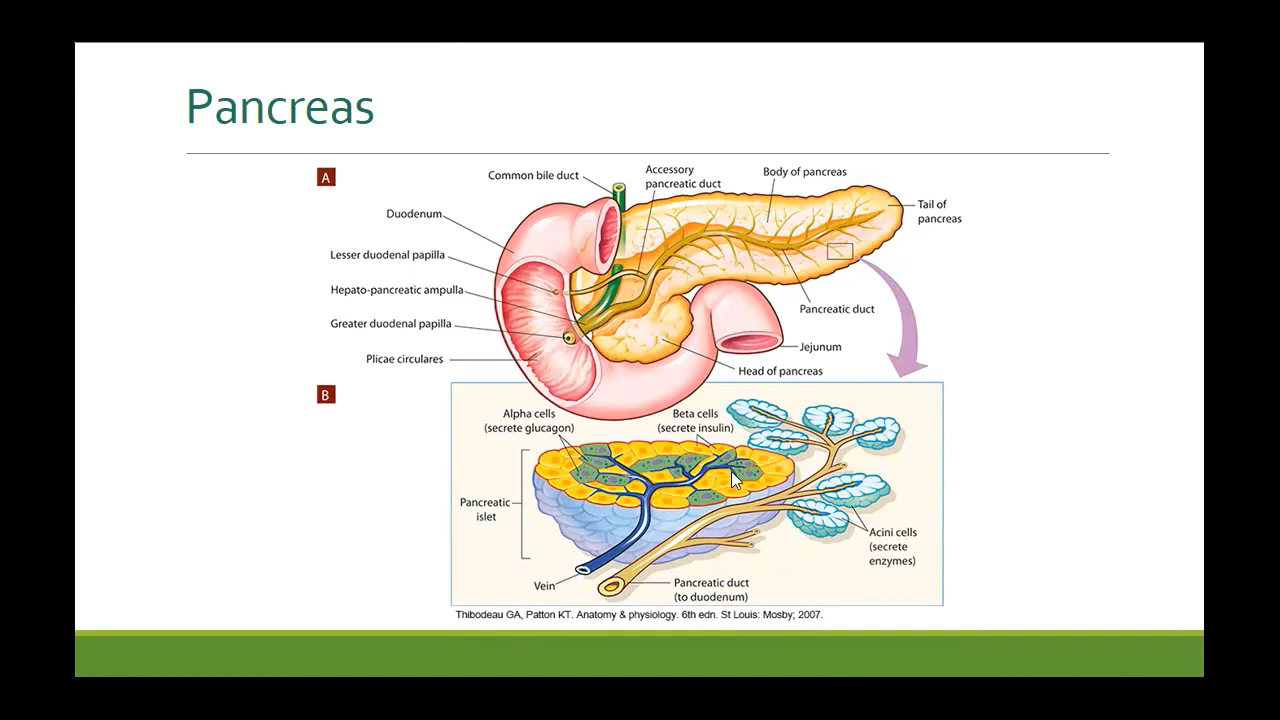 Pancreas
A
Common bile duct
Accessory
pancreatic duct
Body of pancreas
Tail of
pancreas
Duodenum
Lesser duodenal papilla
Hepato-pancreatic ampulla
Greater duodenal papilla
Plicae circulares
Pancreatic duct
Jejunum
Head of pancreas
B
Alpha cells
(secrete glucagon)
Beta cells
(secrete insulin)
Pancreatic
islet
Acini cells
(secrete
enzymes)
Vein
Pancreatic duct
(to duodenum)
Thibodeau GA, Patton KT. Anatomy & physiology. 6th edn. St Louis: Mosby; 2007.